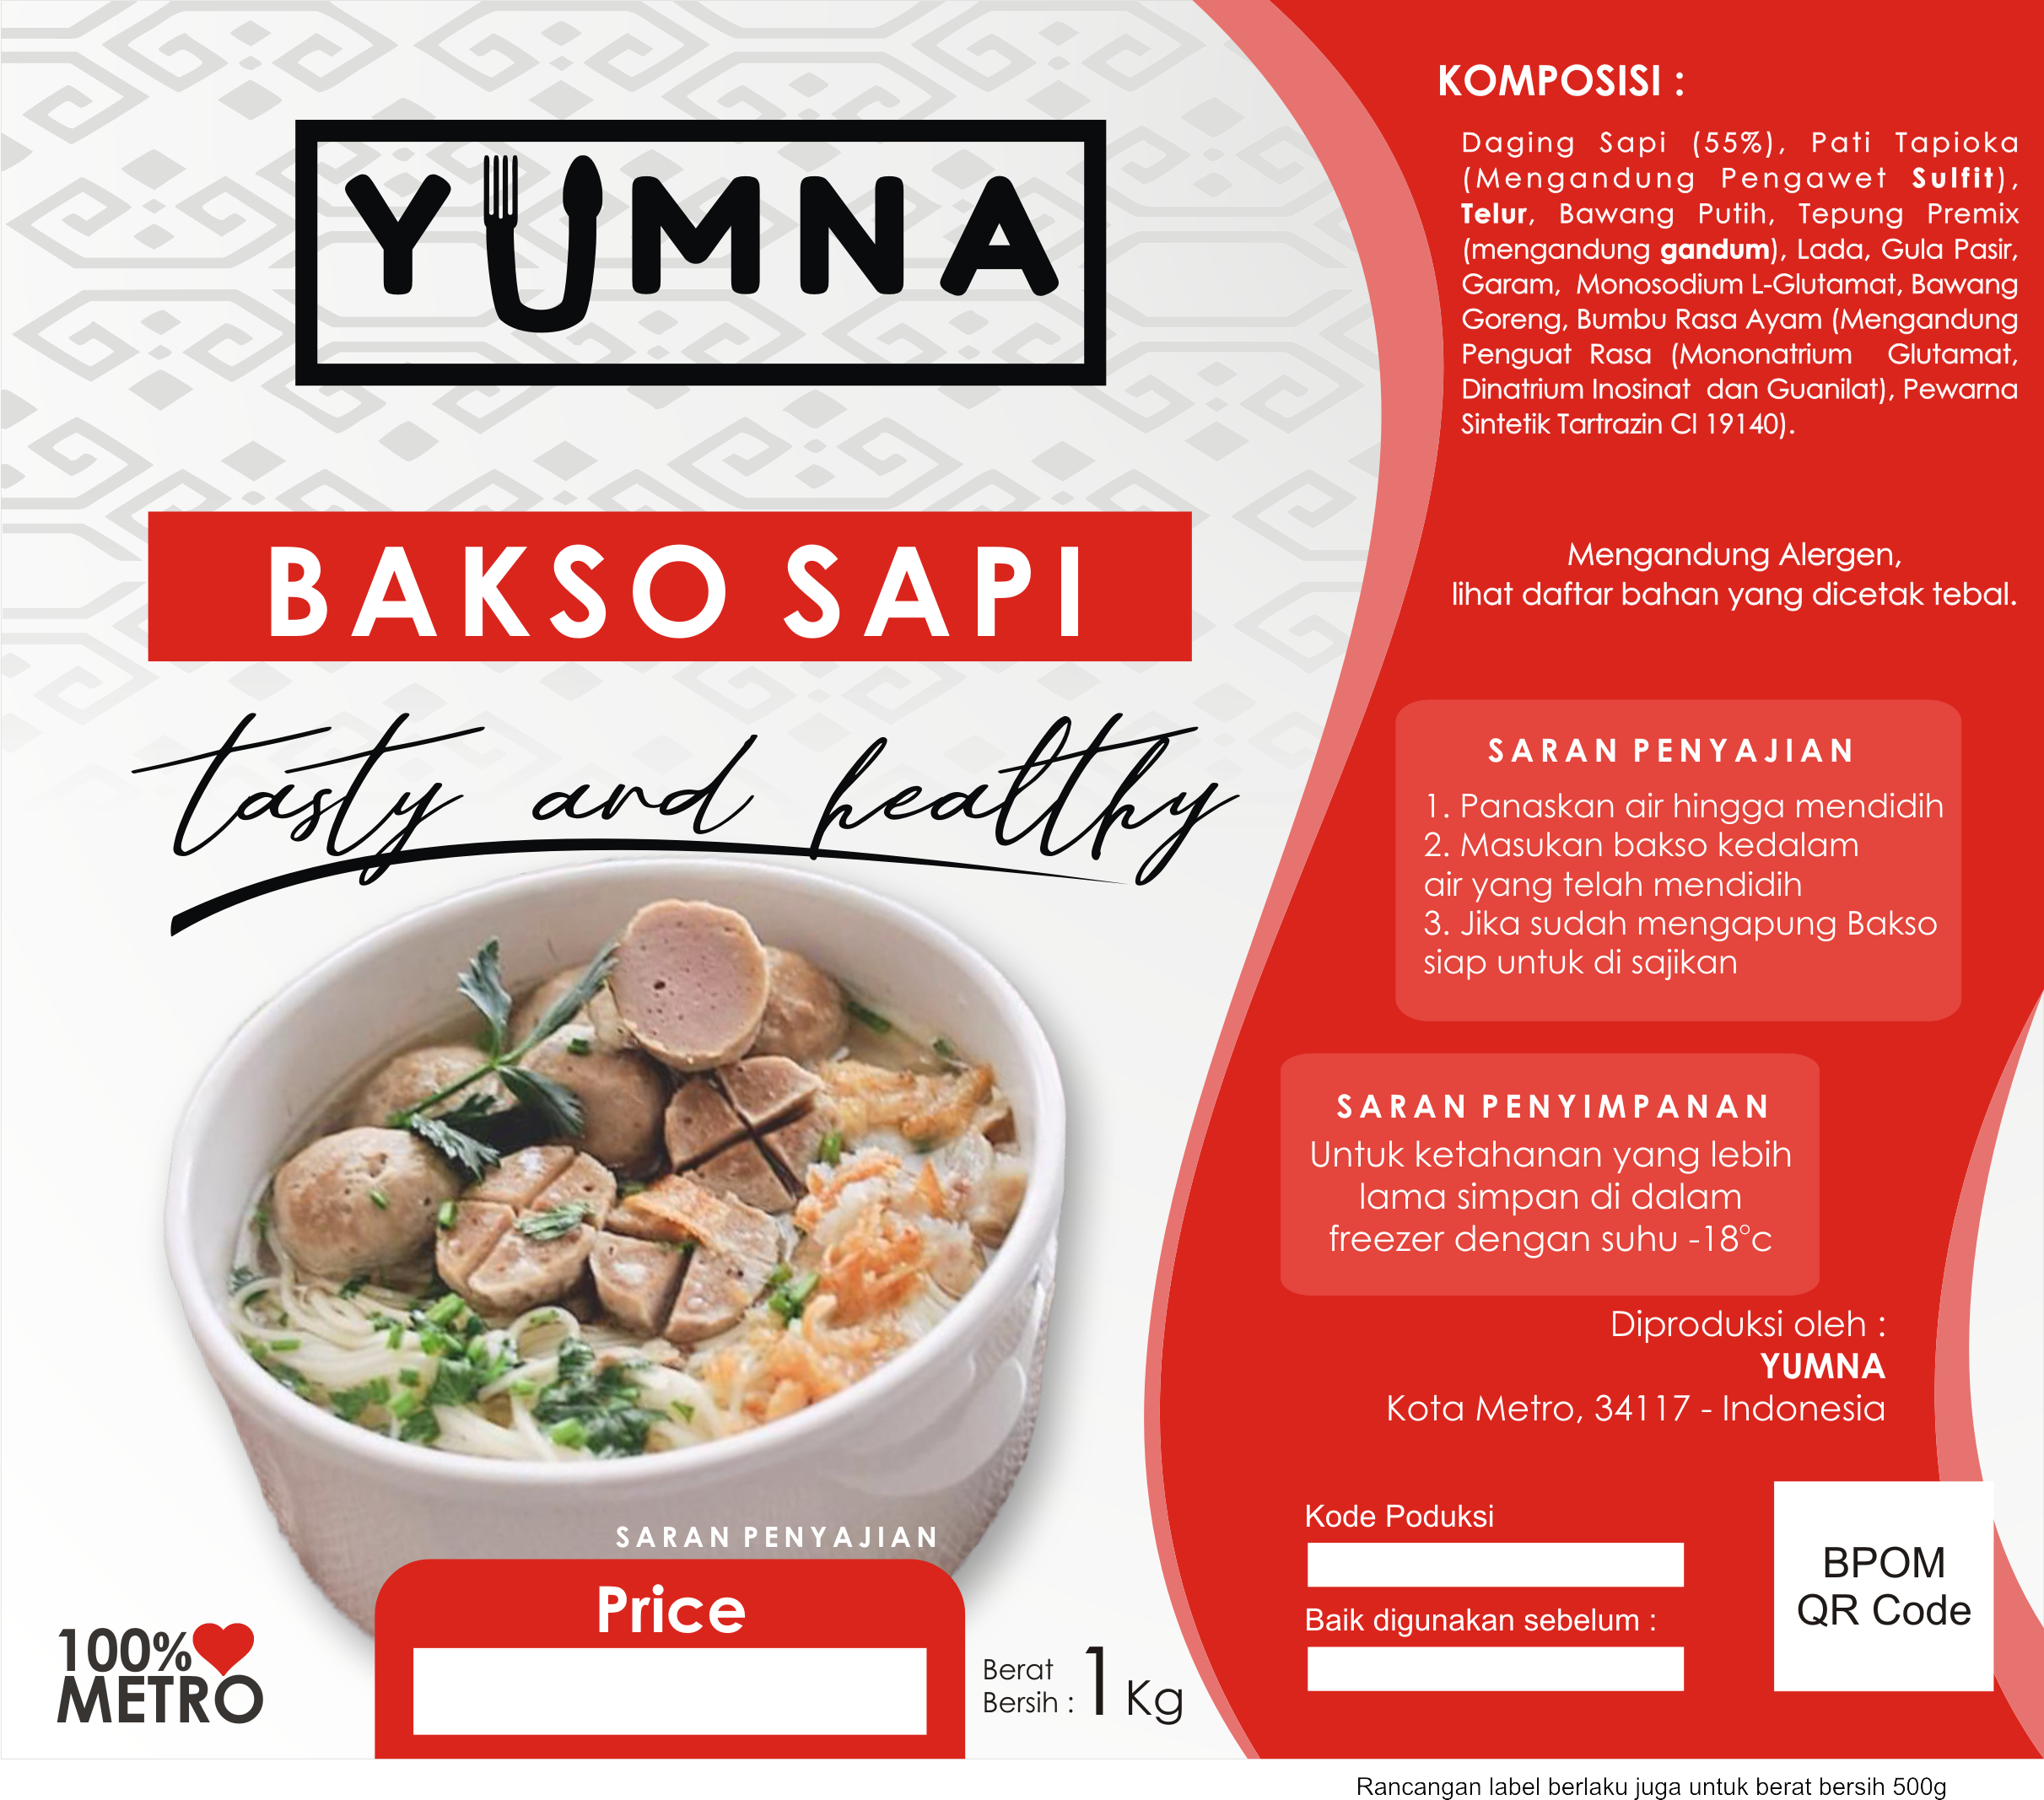 YUMNA
BAKSO SAPI
tasty and healthy
SARAN PENYAJIAN
Price
100%
METRO
Berat
Bersih : 1 Kg
KOMPOSISI :
Daging Sapi (55%), Pati Tapioka
(Mengandung Pengawet Sulfit),
Telur, Bawang Putih, Tepung Premix
(mengandung gandum), Lada, Gula Pasir,
Garam, Monosodium L-Glutamat, Bawang
Goreng, Bumbu Rasa Ayam (Mengandung
Penguat Rasa (Mononatrium Glutamat,
Dinatrium Inosinat dan Guanilat), Pewarna
Sintetik Tartrazin CI 19140).
Mengandung Alergen,
lihat daftar bahan yang dicetak tebal.
SARAN PENYAJIAN
1. Panaskan air hingga mendidih
2. Masukan bakso kedalam
air yang telah mendidih
3. Jika sudah mengapung Bakso
siap untuk di sajikan
SARAN PENYIMPANAN
Untuk ketahanan yang lebih
lama simpan di dalam
freezer dengan suhu -18°c
Diproduksi oleh :
YUMNA
Kota Metro, 34117 - Indonesia
Kode Poduksi
Baik digunakan sebelum :
BPOM
QR Code
Rancangan label berlaku juga untuk berat bersih 500g